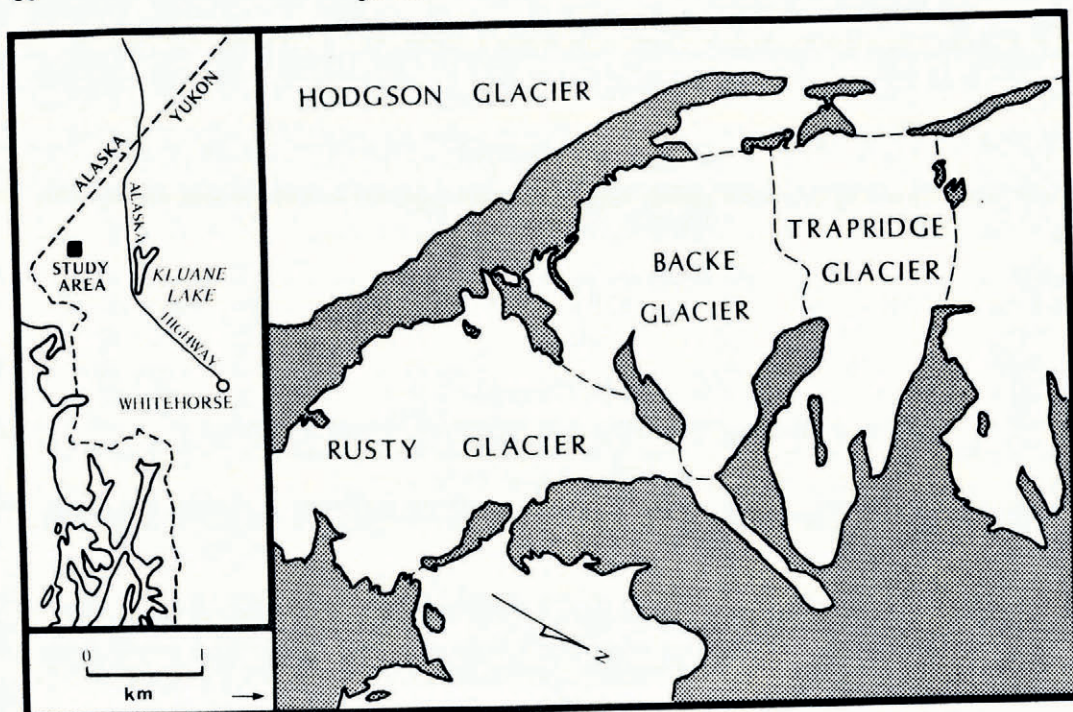 ALASKA
YUKON
ALASKA
HIGHWAY
STUDY
AREA
KLUANE
LAKE
WHITEHORSE
0 1
km
HODGSON GLACIER
TRAPRIDGE
GLACIER
BACKE
GLACIER
RUSTY GLACIER
N